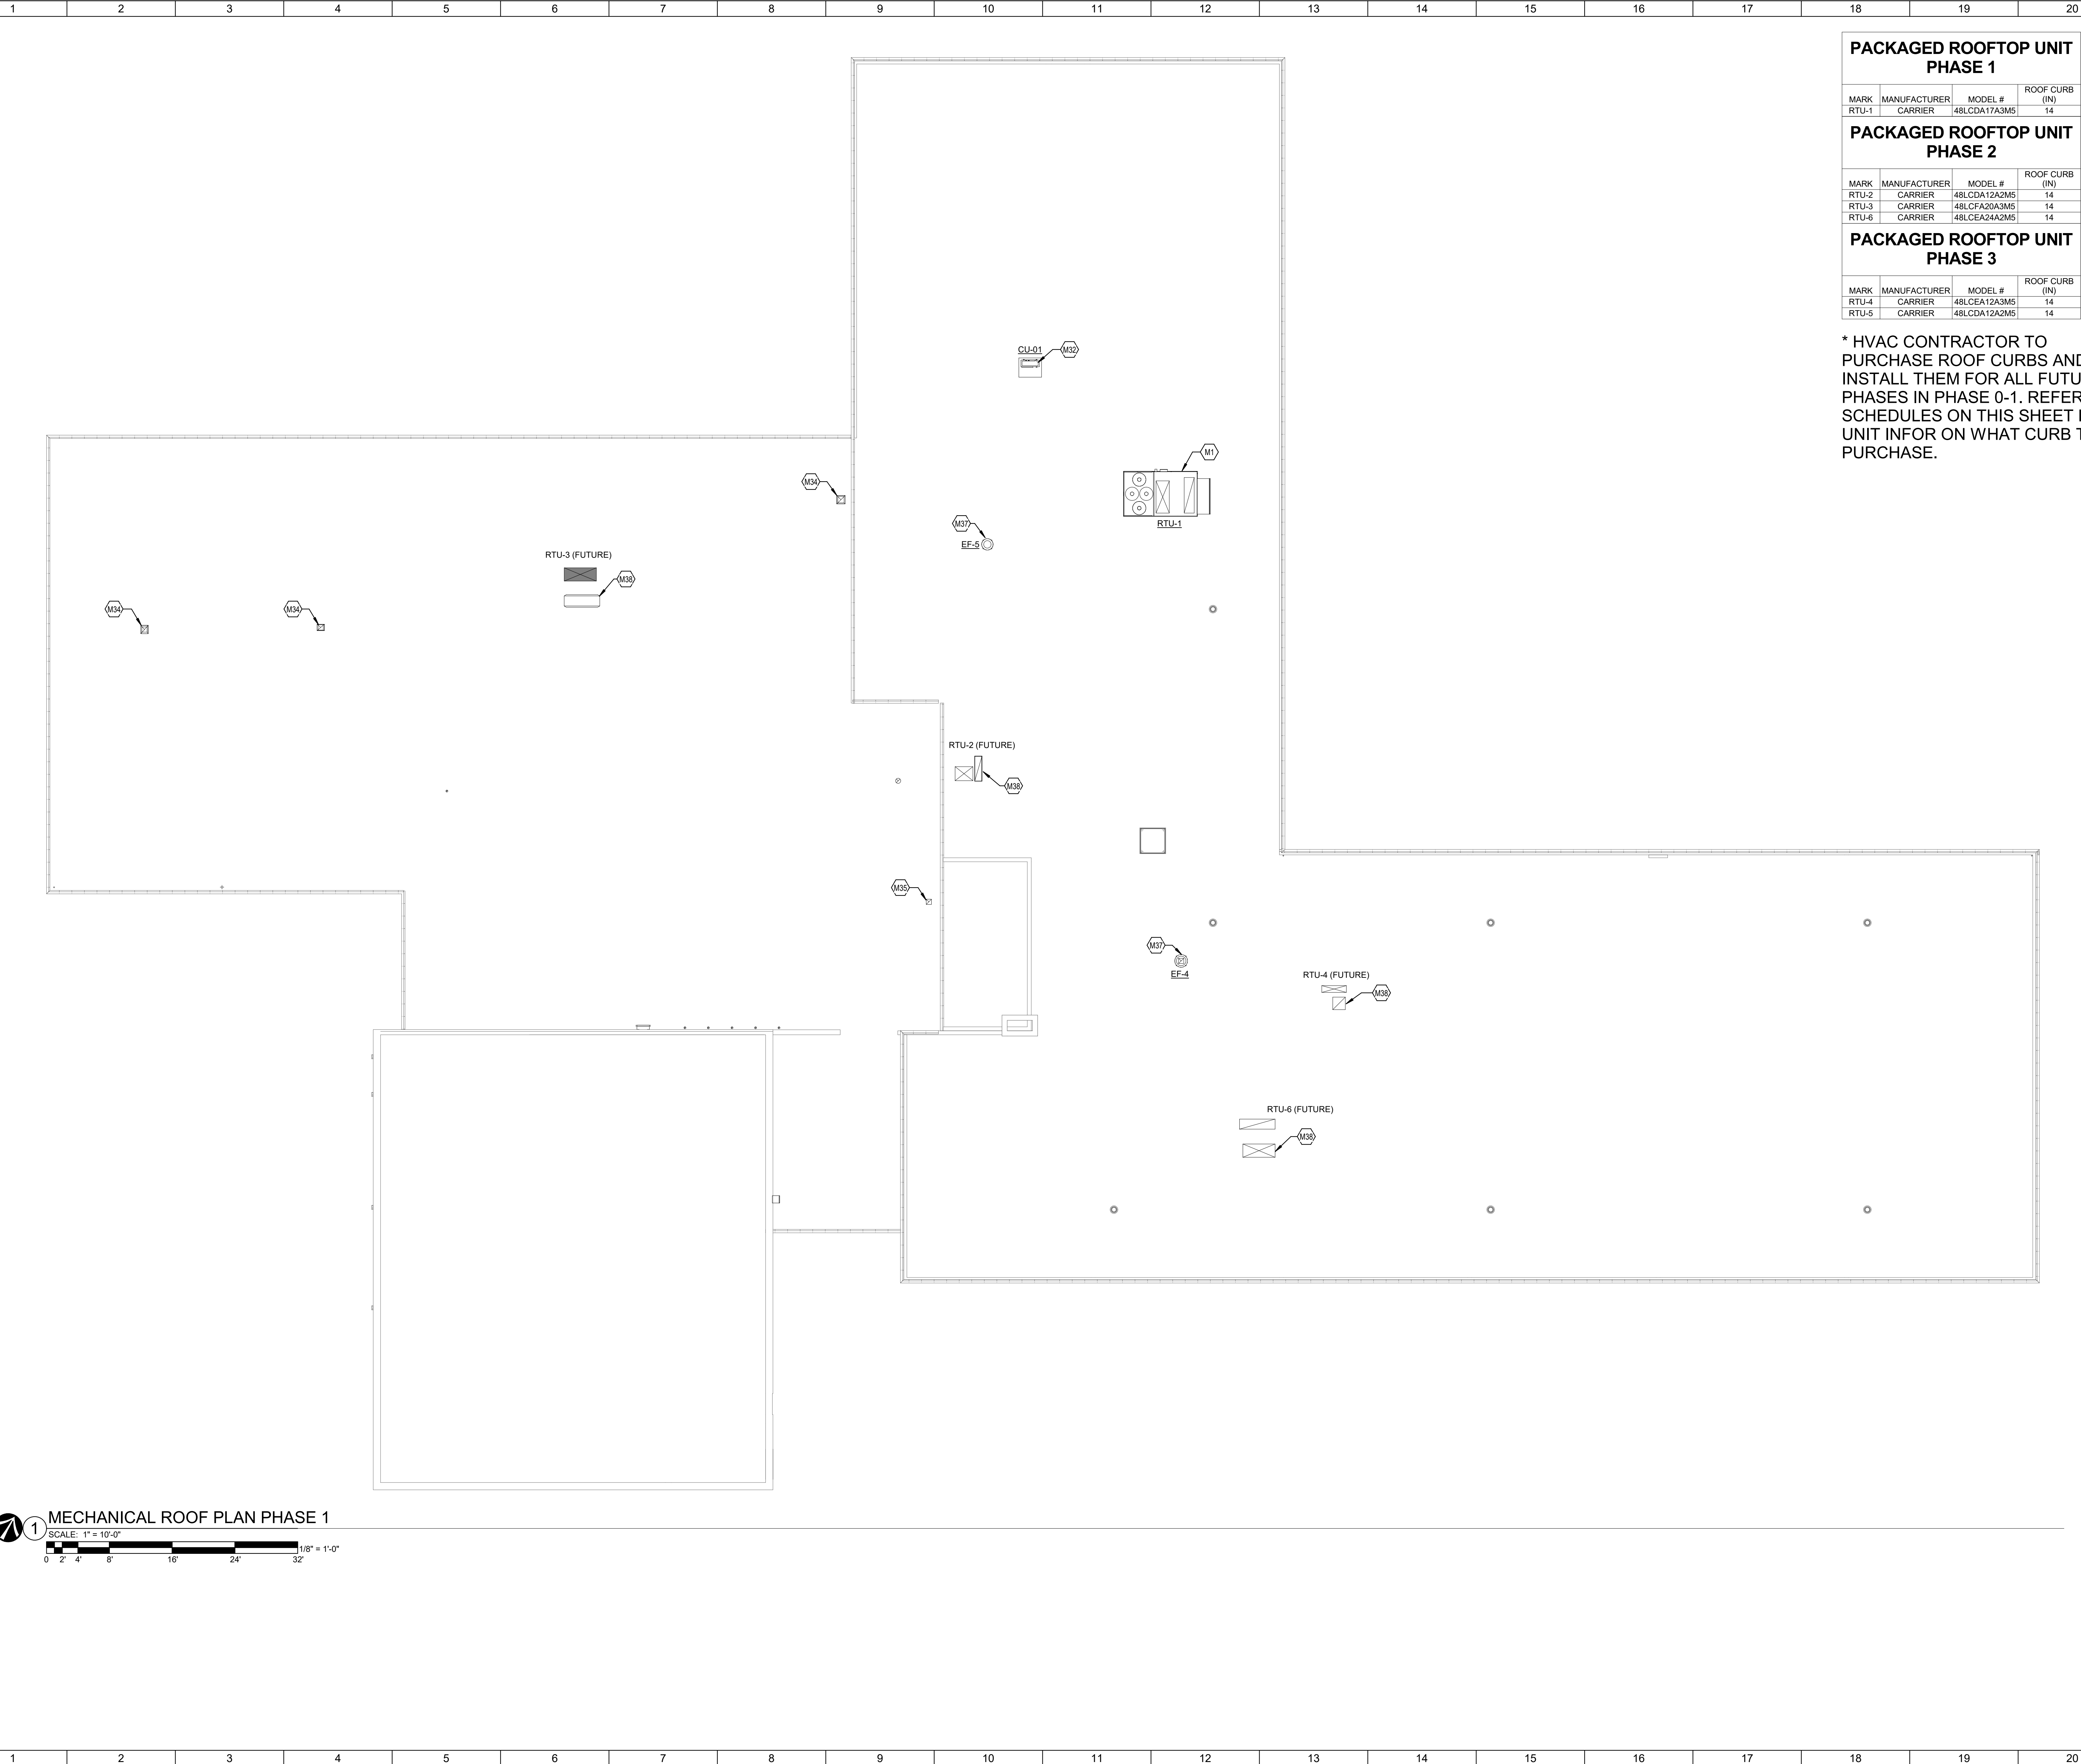 1 2 3 4 5 6 7 8 9 10 11 12 13 14 15 16 17 18 19 20
PACKAGED ROOFTOP UNIT
PHASE 1
MARK MANUFACTURER MODEL # ROOF CURB (IN)
RTU-1 CARRIER 48LCDA17A3M5 14
PACKAGED ROOFTOP UNIT
PHASE 2
MARK MANUFACTURER MODEL # ROOF CURB (IN)
RTU-2 CARRIER 48LCDA12A2M5 14
RTU-3 CARRIER 48LCFA20A3M5 14
RTU-6 CARRIER 48LCEA24A2M5 14
PACKAGED ROOFTOP UNIT
PHASE 3
MARK MANUFACTURER MODEL # ROOF CURB (IN)
RTU-4 CARRIER 48LCEA12A3M5 14
RTU-5 CARRIER 48LCDA12A2M5 14
* HVAC CONTRACTOR TO
PURCHASE ROOF CURBS AND
INSTALL THEM FOR ALL FUTU
PHASES IN PHASE 0-1. REFER
SCHEDULES ON THIS SHEET
UNIT INFOR ON WHAT CURB T
PURCHASE.
CU-01 M32
M1
RTU-1
M34
M37
EF-5
RTU-3 (FUTURE)
M38
M34
M34
RTU-2 (FUTURE)
M38
M35
M37
EF-4
RTU-4 (FUTURE)
M38
RTU-6 (FUTURE)
M38
1 MECHANICAL ROOF PLAN PHASE 1
SCALE: 1" = 10'-0"
1/8" = 1'-0"
0 2' 4' 8' 16' 24' 32'
1 2 3 4 5 6 7 8 9 10 11 12 13 14 15 16 17 18 19 20